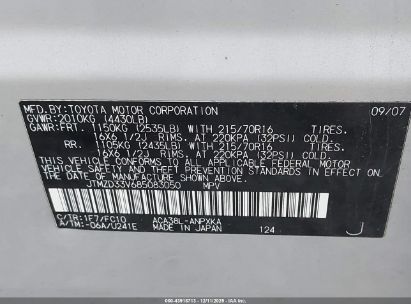 MFD. BY:TOYOTA MOTOR CORPORATION 09/07
GVWR:2010KG (4430LB)
GAWR:FRT. 1150KG (2535LB) WITH 215/70R16 TIRES.
16X6 1/2J RIMS. AT 220KPA (32PSI) COLD.
RR. 1105KG (2435LB) WITH 215/70R16 TIRES.
16X6 1/2J RIMS. AT 220KPA (32PSI) COLD.
THIS VEHICLE CONFORMS TO ALL APPLICABLE FEDERAL MOTOR
VEHICLE SAFETY AND THEFT PREVENTION STANDARDS IN
EFFECT ON THE DATE OF MANUFACTURE SHOWN ABOVE.
JTMZD33V685083050 MPV
C/TR:1F7/FC10 ACA38L-ANPXKA
A/TM:-06A/U241E MADE IN JAPAN 124 J